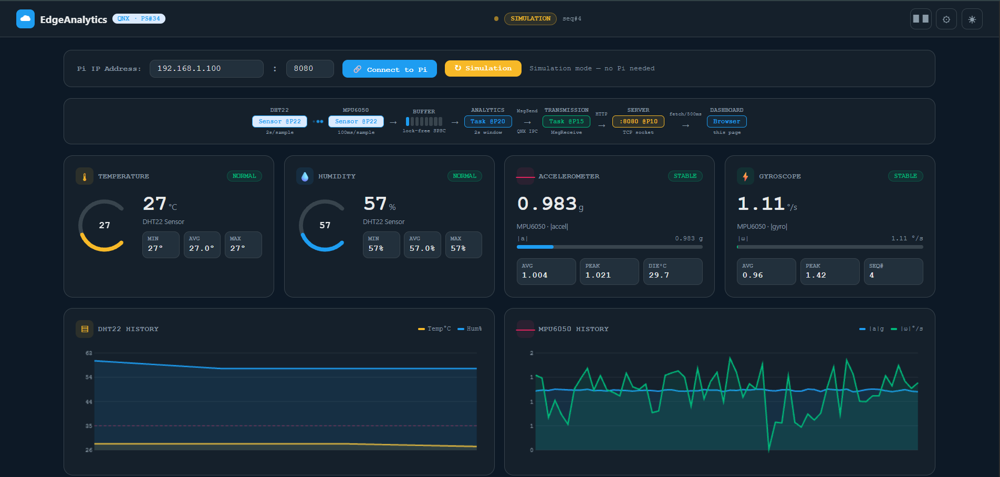 EdgeAnalytics
QNX · PS#34
SIMULATION
seq#4
Pi IP Address:
192.168.1.100
:
8080
Connect to Pi
↻ Simulation
Simulation mode — no Pi needed
DHT22
Sensor @P22
2s/sample
MPU6050
Sensor @P22
100ms/sample
→
BUFFER
lock-free SPSC
→
ANALYTICS
Task @P20
2s window
MsgSend
→
QNX IPC
TRANSMISSION
Task @P15
MsgReceive
HTTP
→
SERVER
:8080 @P10
TCP socket
fetch/500ms
→
DASHBOARD
Browser
this page
TEMPERATURE
NORMAL
27
27 °C
DHT22 Sensor
MIN
27°
AVG
27.0°
MAX
27°
HUMIDITY
NORMAL
57
57 %
DHT22 Sensor
MIN
57%
AVG
57.0%
MAX
57%
ACCELEROMETER
STABLE
0.983 g
MPU6050 · |accel|
|a|
0.983 g
AVG
1.004
PEAK
1.021
DIE°C
29.7
GYROSCOPE
STABLE
1.11 °/s
MPU6050 · |gyro|
|ω|
1.11 °/s
AVG
0.96
PEAK
1.42
SEQ#
4
DHT22 HISTORY
Temp°C
Hum%
63
54
44
35
26
MPU6050 HISTORY
|a|g
|ω|°/s
2
1
1
1
0